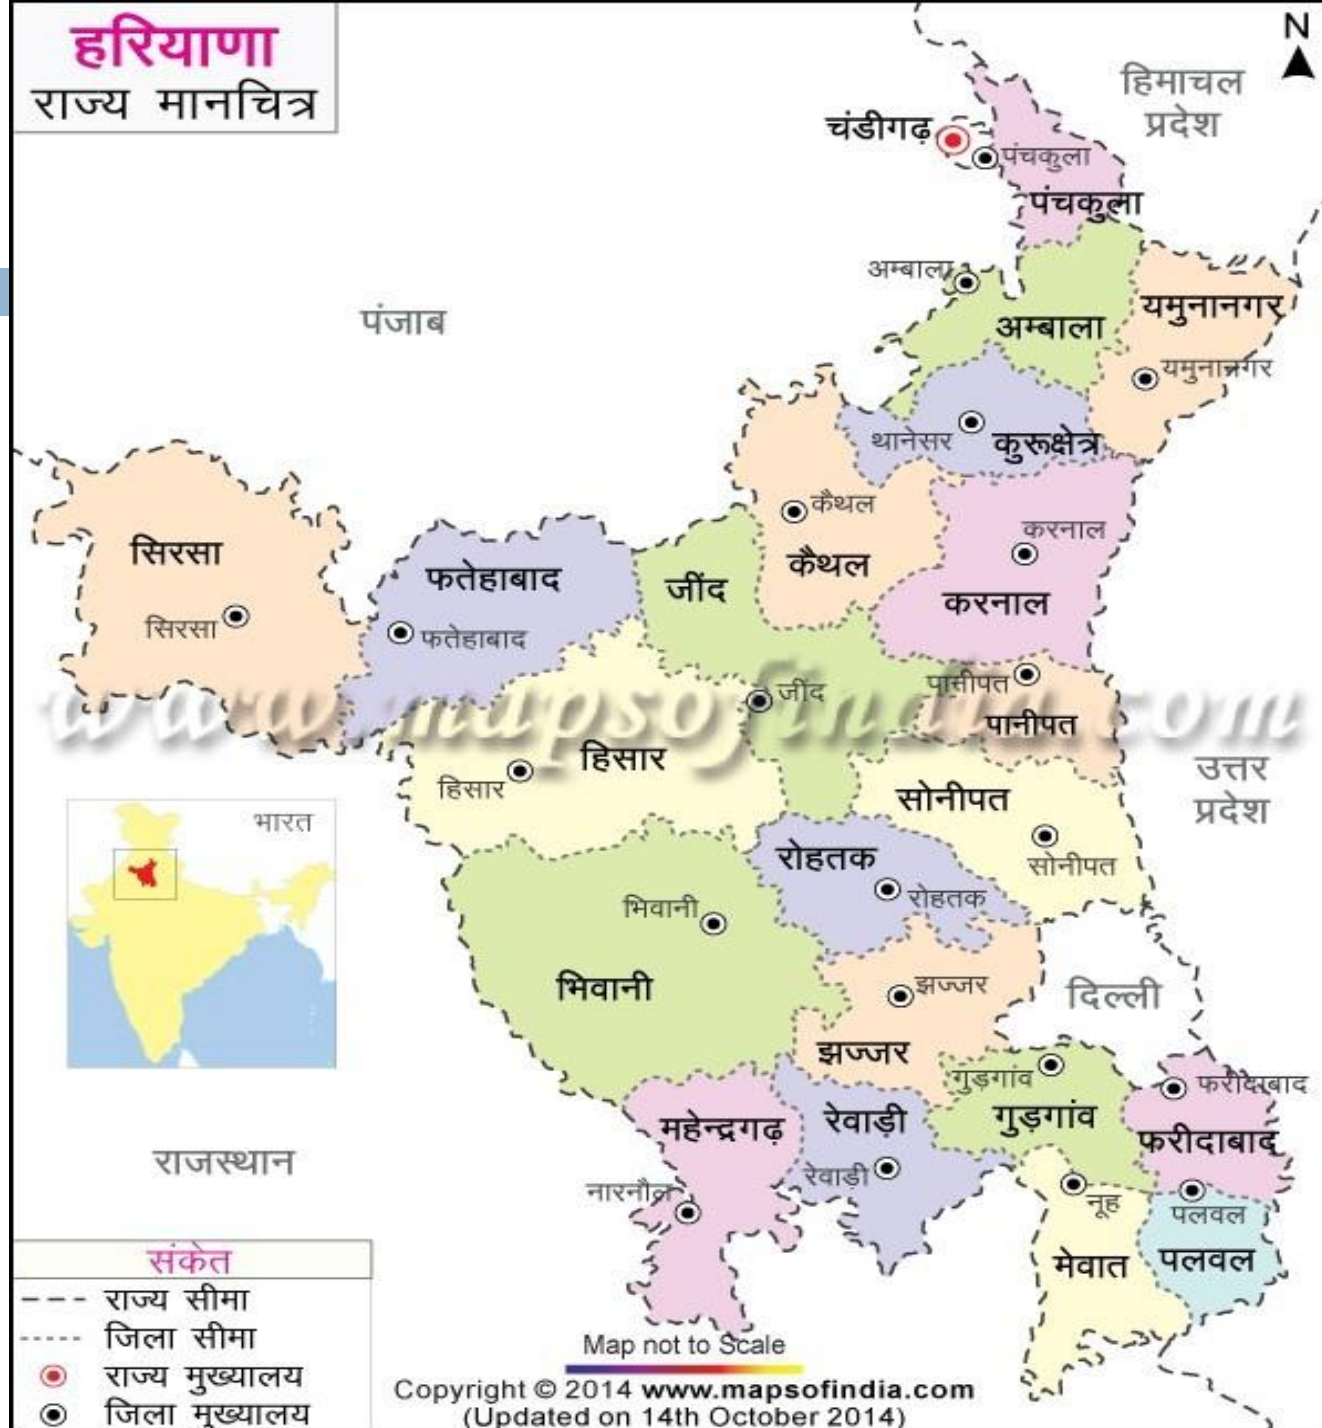 हरियाणा
राज्य मानचित्र
N
हिमाचल
प्रदेश
चंडीगढ़
पंचकुला
पंचकुला
अम्बाला
पंजाब
अम्बाला
यमुनानगर
यमुनानगर
थानेसर
कुरूक्षेत्र
कैथल
करनाल
सिरसा
फतेहाबाद
जींद
कैथल
करनाल
सिरसा
फतेहाबाद
पानीपत
जींद
www.mapsofindia.com
पानीपत
हिसार
हिसार
उत्तर
प्रदेश
सोनीपत
भारत
रोहतक
सोनीपत
भिवानी
रोहतक
भिवानी
झज्जर
दिल्ली
झज्जर
गुड़गांव
फरीदाबाद
महेन्द्रगढ़
रेवाड़ी
गुड़गांव
फरीदाबाद
राजस्थान
रेवाड़ी
नारनौल
नूह
पलवल
मेवात
पलवल
संकेत
राज्य सीमा
जिला सीमा
राज्य मुख्यालय
जिला मुख्यालय
Map not to Scale
Copyright © 2014 www.mapsofindia.com
(Updated on 14th October 2014)